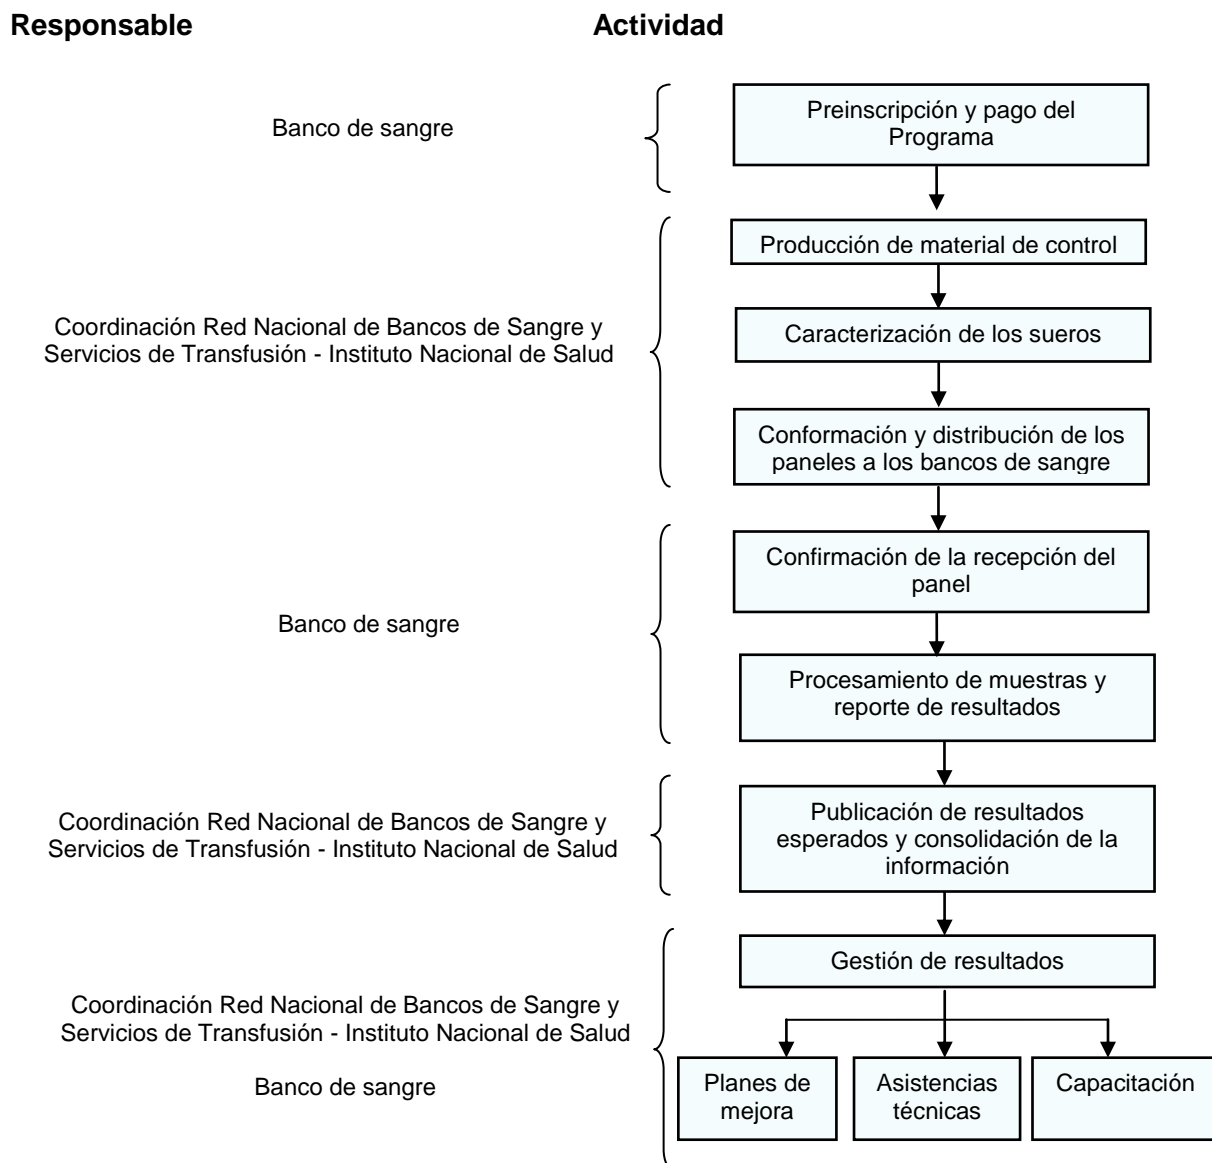 Responsable
Actividad
Banco de sangre
Preinscripción y pago del
Programa
Coordinación Red Nacional de Bancos de Sangre y
Servicios de Transfusión - Instituto Nacional de Salud
Producción de material de control
Caracterización de los sueros
Conformación y distribución de los
paneles a los bancos de sangre
Banco de sangre
Confirmación de la recepción del
panel
Procesamiento de muestras y
reporte de resultados
Coordinación Red Nacional de Bancos de Sangre y
Servicios de Transfusión - Instituto Nacional de Salud
Publicación de resultados
esperados y consolidación de la
información
Coordinación Red Nacional de Bancos de Sangre y
Servicios de Transfusión - Instituto Nacional de Salud
Banco de sangre
Gestión de resultados
Planes de
mejora
Asistencias
técnicas
Capacitación